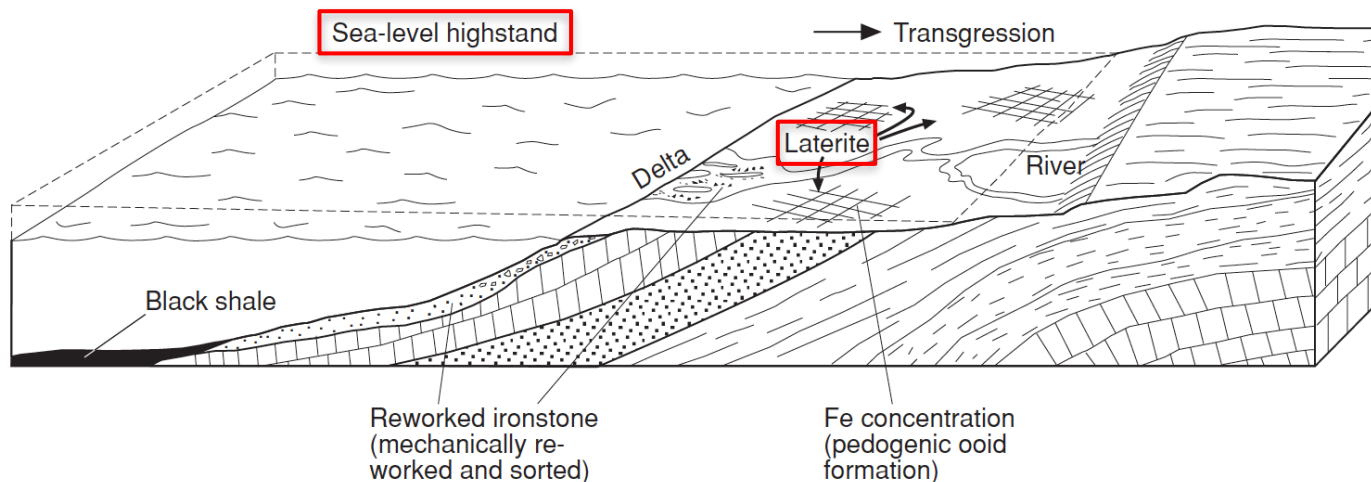 Sea-level highstand
Transgression
Laterite
Delta
River
Black shale
Reworked ironstone
(mechanically re-
worked and sorted)
Fe concentration
(pedogenic ooid
formation)